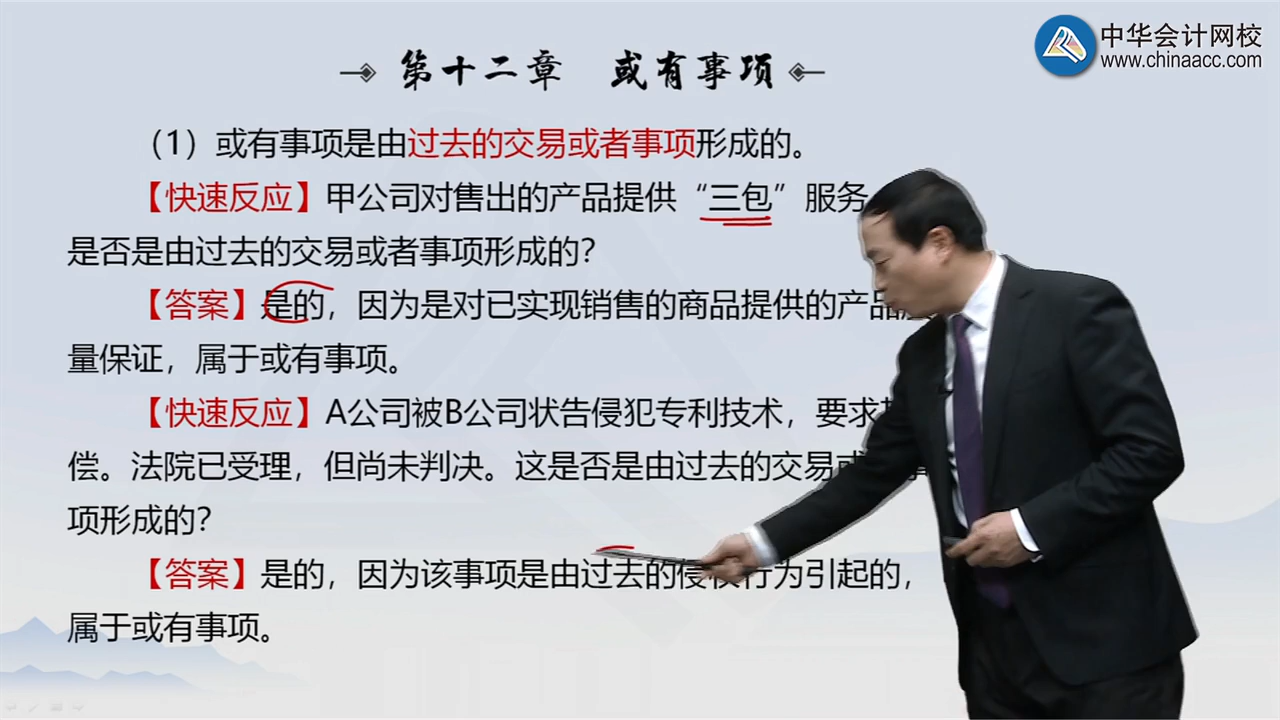 中华会计网校
www.chinaacc.com
第十二章 或有事项
（1）或有事项是由过去的交易或者事项形成的。
【快速反应】甲公司对售出的产品提供“三包”服务
是否是由过去的交易或者事项形成的？
【答案】是的，因为是对已实现销售的商品提供的产品
量保证，属于或有事项。
【快速反应】A公司被B公司状告侵犯专利技术，要求
偿。法院已受理，但尚未判决。这是否是由过去的交易或
项形成的？
【答案】是的，因为该事项是由过去的侵权行为引起的，
属于或有事项。